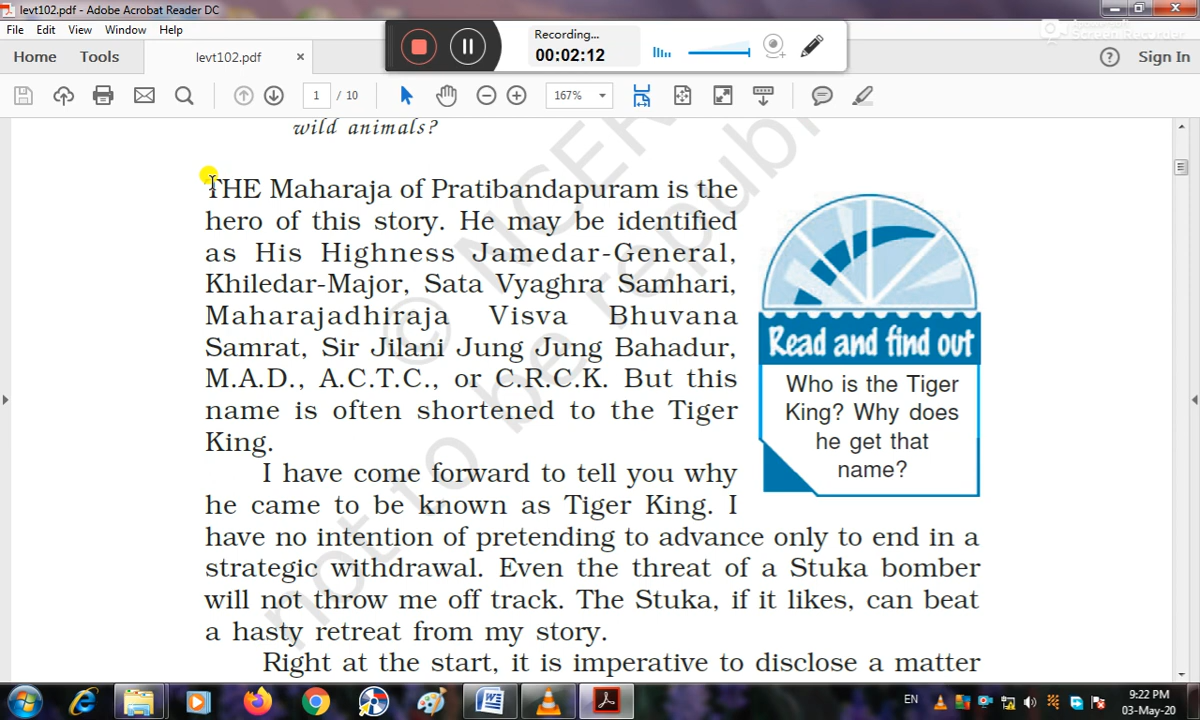 levt102.pdf - Adobe Acrobat Reader DC
File Edit View Window Help
Recording...
00:02:12
Apowersoft
Screen Recorder
Home Tools levt102.pdf × Sign In
1 / 10 167%
wild animals?
THE Maharaja of Pratibandapuram is the
hero of this story. He may be identified
as His Highness Jamedar-General,
Khiledar-Major, Sata Vyaghra Samhari,
Maharajadhiraja Visva Bhuvana
Samrat, Sir Jilani Jung Jung Bahadur,
M.A.D., A.C.T.C., or C.R.C.K. But this
name is often shortened to the Tiger
King.
Read and find out
Who is the Tiger
King? Why does
he get that
name?
I have come forward to tell you why
he came to be known as Tiger King. I
have no intention of pretending to advance only to end in a
strategic withdrawal. Even the threat of a Stuka bomber
will not throw me off track. The Stuka, if it likes, can beat
a hasty retreat from my story.
Right at the start, it is imperative to disclose a matter
© NCER
not to be republ
EN
9:22 PM
03-May-20